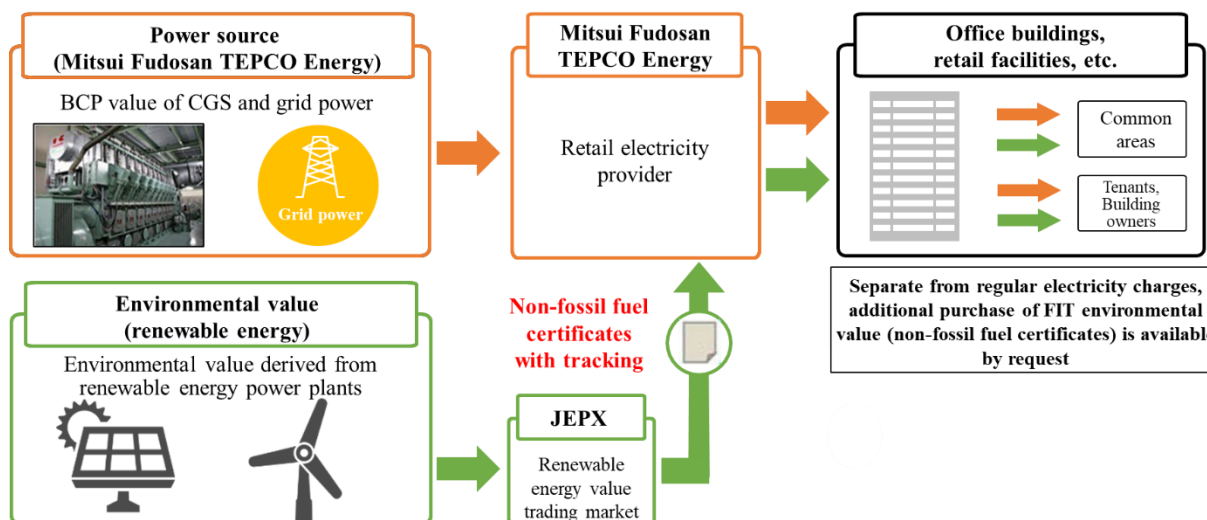 Power source
(Mitsui Fudosan TEPCO Energy)
BCP value of CGS and grid power
Grid power
Mitsui Fudosan
TEPCO Energy
Retail electricity
provider
Office buildings,
retail facilities, etc.
Common
areas
Tenants,
Building
owners
Separate from regular electricity charges,
additional purchase of FIT environmental
value (non-fossil fuel certificates) is available
by request
Environmental value
(renewable energy)
Environmental value derived from
renewable energy power plants
Non-fossil fuel
certificates
with tracking
JEPX
Renewable
energy value
trading market